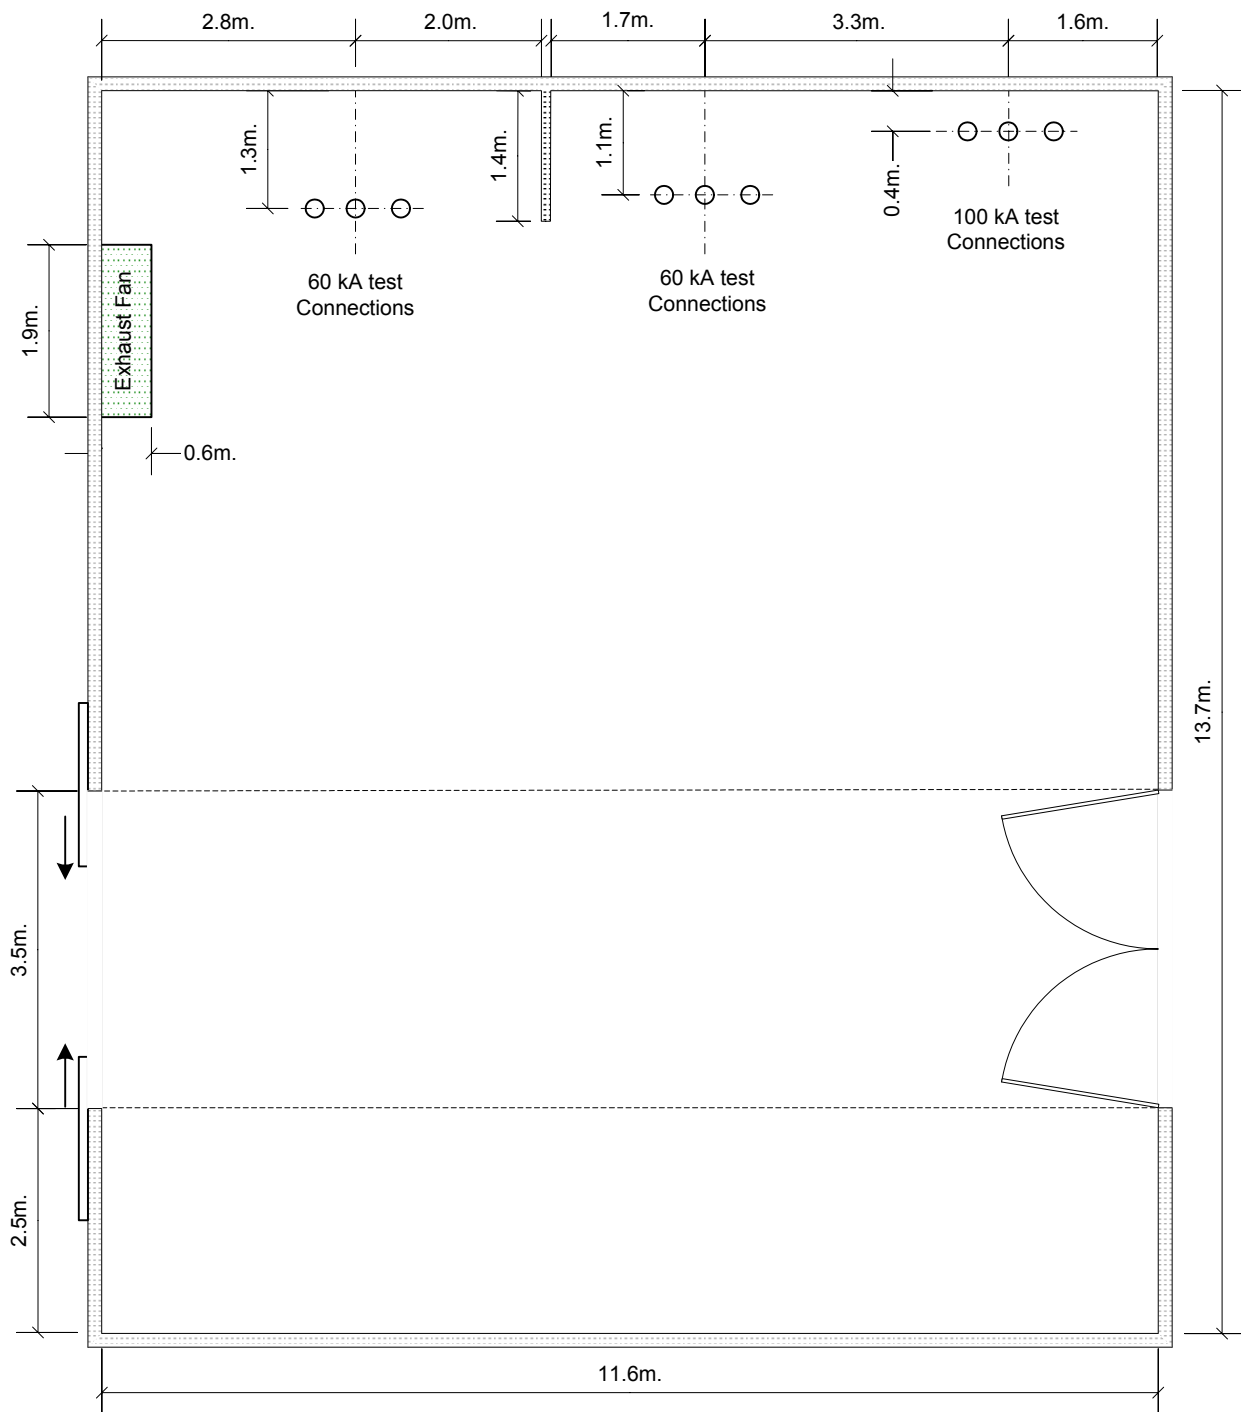 2.8m.
2.0m.
1.7m.
3.3m.
1.6m.
1.3m.
1.4m.
1.1m.
0.4m.
100 kA test
Connections
60 kA test
Connections
60 kA test
Connections
Exhaust Fan
1.9m.
0.6m.
13.7m.
3.5m.
2.5m.
11.6m.